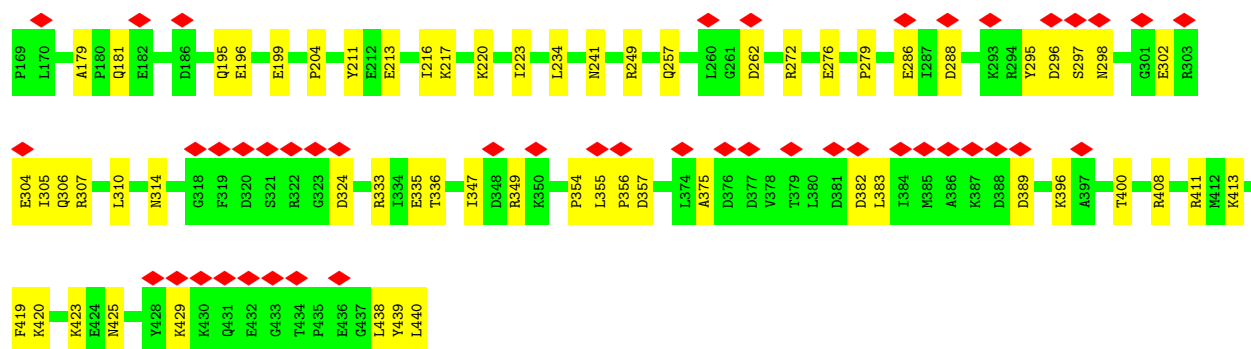 P169 L170 A179 P180 Q181 E182 D186 Q195 E196 E199 P204 Y211 E212 E213 I216 K217 K220 I223 L234 N241 R249 Q257 L260 G261 D262 R272 E276 P279 E286 I287 D288 K293 R294 Y295 D296 S297 N298 G301 E302 R303
E304 I305 Q306 R307 L310 N314 G318 F319 D320 S321 R322 G323 D324 R333 I334 E335 T336 I347 D348 R349 K350 P354 L355 P356 D357 L374 A375 D376 D377 V378 T379 L380 D381 D382 L383 I384 M385 A386 K387 D388 D389 K396 A397 T400 R408 R411 M412 K413
F419 K420 K423 E424 N425 Y428 K429 K430 Q431 E432 G433 T434 P435 E436 G437 L438 Y439 L440